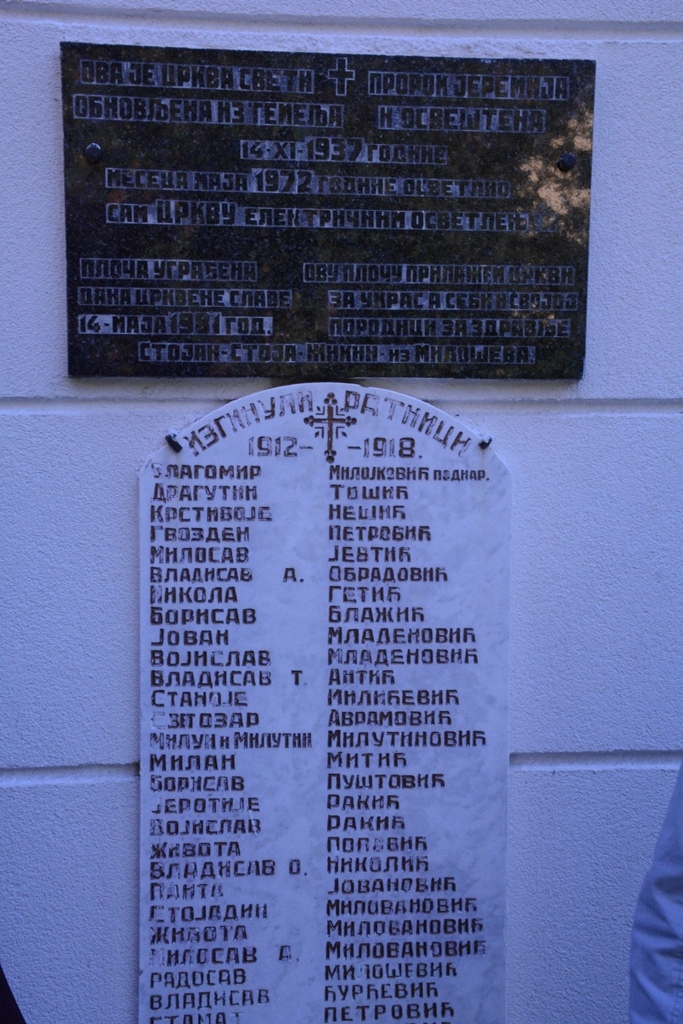 ОВА ЈЕ ЦРКВА СВЕТИ ПРОРОК ЈЕРЕМИЈА
ОБНОВЉЕНА ИЗ ТЕМЕЉА И ОСВЕШТЕНА
14-XI-1937 ГОДИНЕ
МЕСЕЦА МАЈА 1972 ГОДИНЕ ОСВЕТЛИО
САМ ЦРКВУ ЕЛЕКТРИЧНИМ
ПЛОЧА УГРАЂЕНА
ДАНА ЦРКВЕНЕ СЛАВЕ
14-МАЈА 1981 ГОД.
ОВУ ПЛОЧУ ПРИЛАЖЕМ ЦРКВИ
ЗА УКРАС А СЕБИ И СВОЈОЈ
ПОРОДИЦИ ЗА ЗДРАВЉЕ
СТОЈАН-СТОЈА-ЖИКИН-ИЗ МИЛОШЕВА.
ИЗГИНУЛИ РАТНИЦИ
1912- -1918.
БЛАГОМИР МИЛОЈКОВИЋ ПОДНАР.
ДРАГУТИН ТОШИЋ
КРСТИВОЈЕ НЕШИЋ
ГВОЗДЕН ПЕТРОВИЋ
МИЛОСАВ ЈЕВТИЋ
ВЛАДИСАВ А. ОБРАДОВИЋ
НИКОЛА ГЕТИЋ
БОРИСАВ БЛАЖИЋ
ЈОВАН МЛАДЕНОВИЋ
ВОЈИСЛАВ МЛАДЕНОВИЋ
ВЛАДИСАВ Т. АНТИЋ
СТАНОЈЕ МИЛИЋЕВИЋ
СВЕТОЗАР АВРАМОВИЋ
МИЛУН И МИЛУТИН МИЛУТИНОВИЋ
МИЛАН МИТИЋ
БОРИСАВ ПУШТОВИЋ
ЈЕРОТИЈЕ РАКИЋ
ВОЈИСЛАВ РАКИЋ
ЖИВОТА ПОПОВИЋ
ВЛАДИСАВ О. НИКОЛИЋ
ПАНТА ЈОВАНОВИЋ
СТОЈАДИН МИЛОВАНОВИЋ
ЖИВОТА МИЛОВАНОВИЋ
МИЛОСАВ А. МИЛОВАНОВИЋ
РАДОСАВ МИЛОШЕВИЋ
ВЛАДИСАВ ЂУРЂЕВИЋ
ПЕТРОВИЋ